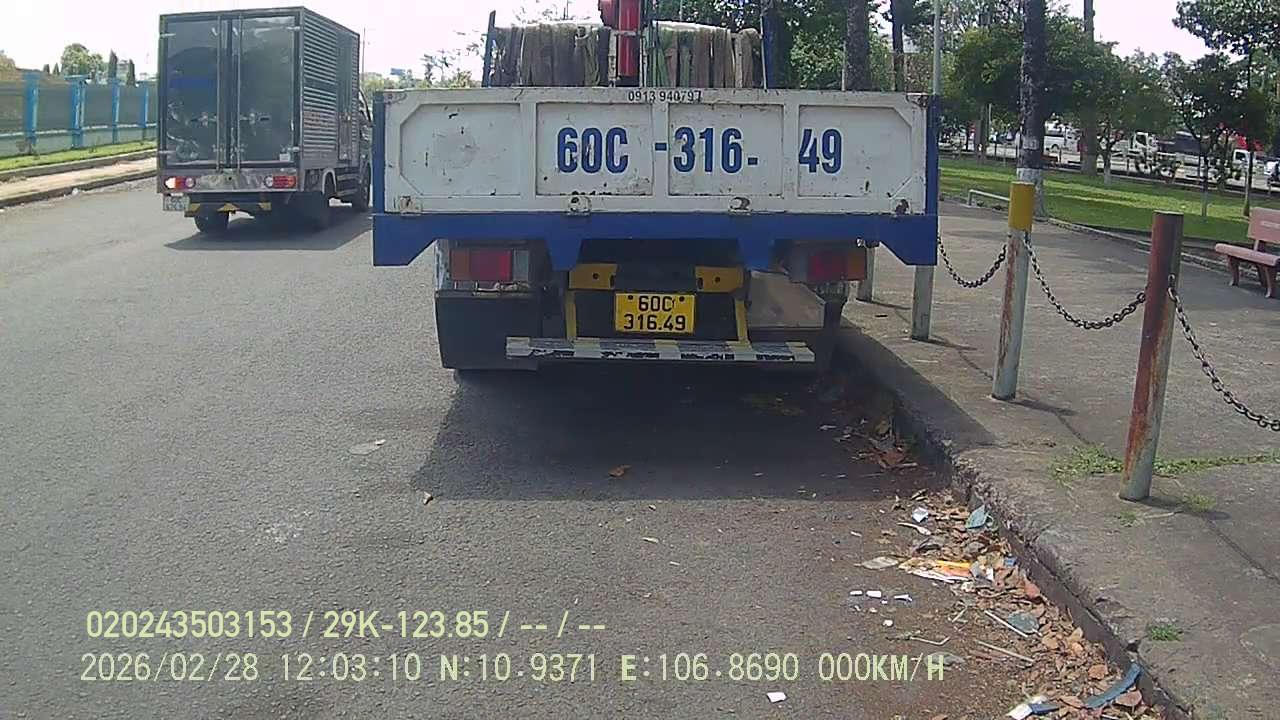 0913 940797
60C - 316 - 49
60C
316.49
020243503153 / 29K-123.85 / -- / --
2026/02/28 12:03:10 N:10.9371 E:106.8690 000KM/H